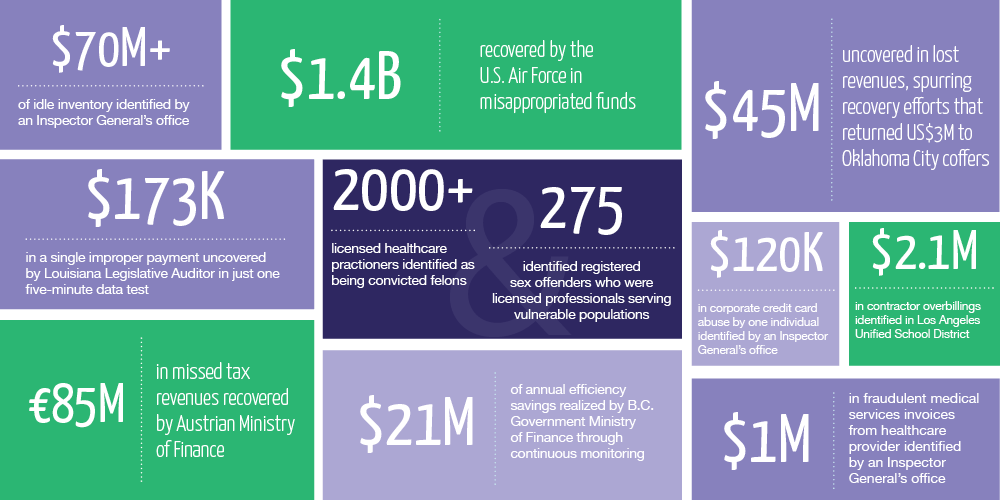 $70M+
of idle inventory identified by
an Inspector General's office
$1.4B
recovered by the
U.S. Air Force in
misappropriated funds
$45M
uncovered in lost
revenues, spurring
recovery efforts that
returned US$3M to
Oklahoma City coffers
$173K
in a single improper payment uncovered
by Louisiana Legislative Auditor in just one
five-minute data test
&
2000+
licensed healthcare
practioners identified as
being convicted felons
275
identified registered
sex offenders who were
licensed professionals serving
vulnerable populations
$120K
in corporate credit card
abuse by one individual
identified by an Inspector
General's office
$2.1M
in contractor overbillings
identified in Los Angeles
Unified School District
€85M
in missed tax
revenues recovered
by Austrian Ministry
of Finance
$21M
of annual efficiency
savings realized by B.C.
Government Ministry
of Finance through
continuous monitoring
$1M
in fraudulent medical
services invoices
from healthcare
provider identified
by an Inspector
General's office